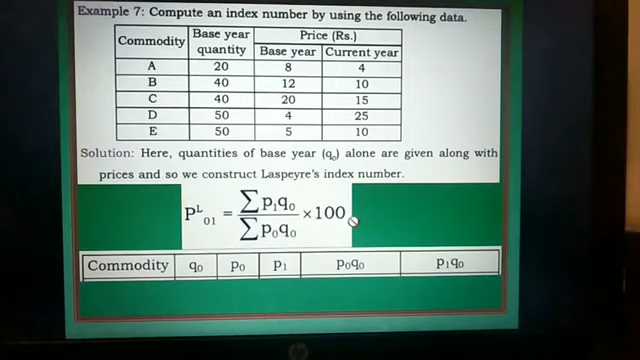 Example 7: Compute an index number by using the following data.
Commodity Base year quantity Price (Rs.)
Base year Current year
A 20 8 4
B 40 12 10
C 40 20 15
D 50 4 25
E 50 5 10
Solution: Here, quantities of base year (q₀) alone are given along with
prices and so we construct Laspeyre's index number.
Pᴸ₀₁ = ∑p₁q₀ / ∑p₀q₀ × 100
Commodity q₀ p₀ p₁ p₀q₀ p₁q₀